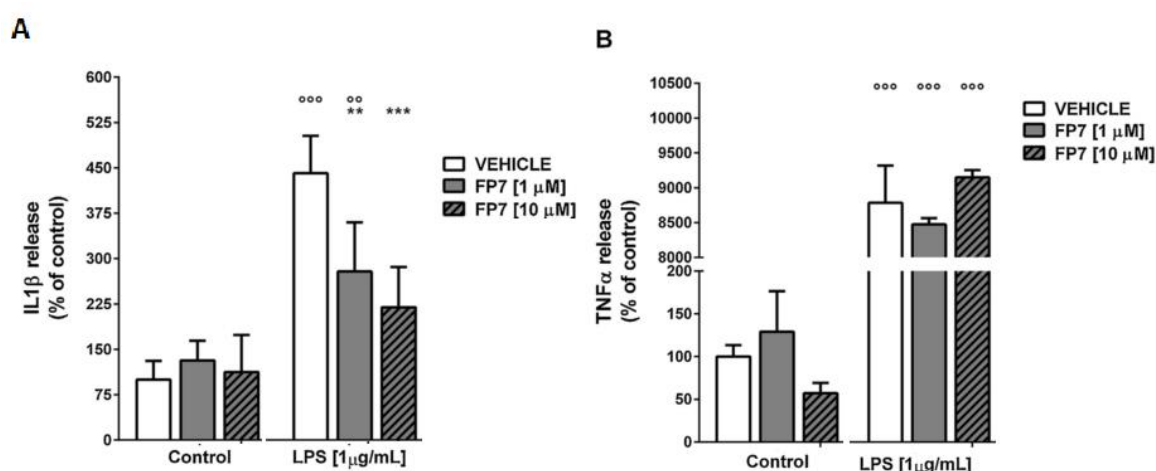 A
IL1β release
(% of control)
600
525
450
375
300
225
150
75
0
°°°
°°
**
***
Control
LPS [1μg/mL]
VEHICLE
FP7 [1 μM]
FP7 [10 μM]
B
TNFα release
(% of control)
10500
10000
9500
9000
8500
8000
200
150
100
50
0
°°°
°°°
°°°
Control
LPS [1μg/mL]
VEHICLE
FP7 [1 μM]
FP7 [10 μM]